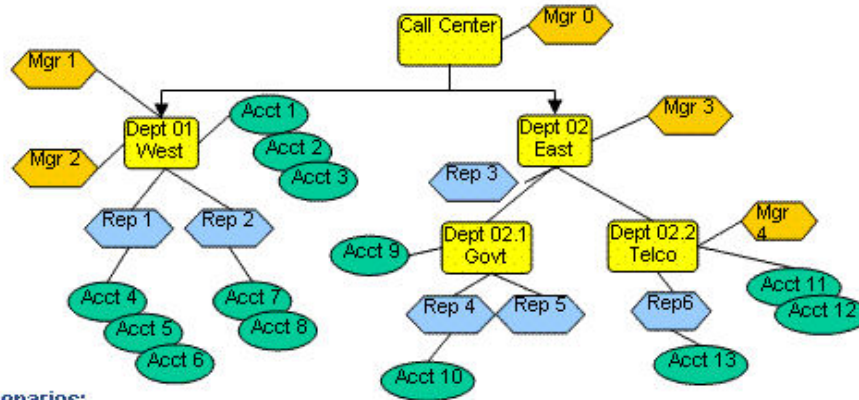 Call Center
Mgr 0
Mgr 1
Dept 01
West
Acct 1
Acct 2
Acct 3
Mgr 2
Dept 02
East
Mgr 3
Rep 3
Rep 1
Rep 2
Acct 9
Dept 02.1
Govt
Dept 02.2
Telco
Mgr
4
Acct 4
Acct 5
Acct 6
Acct 7
Acct 8
Rep 4
Rep 5
Rep6
Acct 11
Acct 12
Acct 10
Acct 13